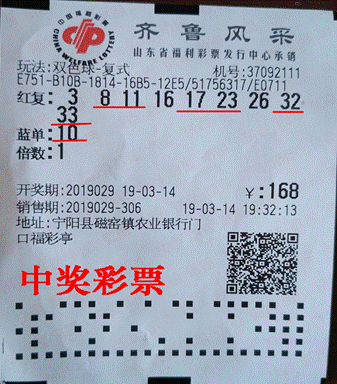 中国福利彩票
CHINA WELFARE LOTTERY
齐鲁风采
山东省福利彩票发行中心承销
玩法:双色球-复式 机号:37092111
E751-B10B-1814-16B5-12E5/51756317/E0711
红复: 3 8 11 16 17 23 26 32
33
蓝单:10
倍数:1
开奖期:2019029 19-03-14 ￥:168
销售期:2019029-306 19-03-14 19:32:13
地址:宁阳县磁窑镇农业银行门
口福彩亭
中奖彩票